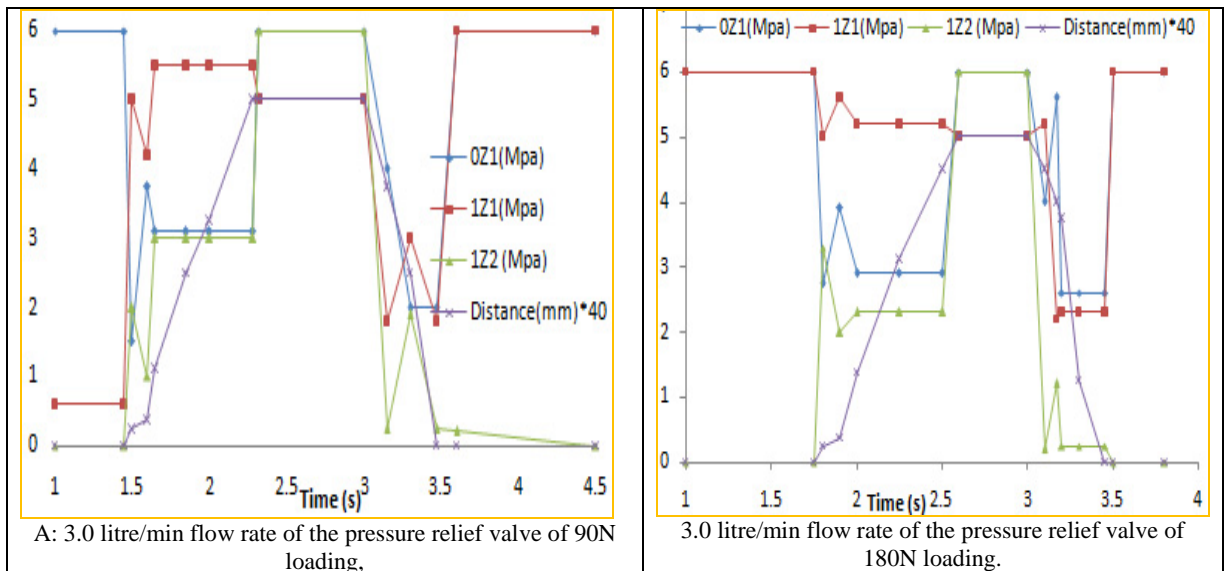 6
5
4
3
2
1
0
0Z1(Mpa)
1Z1(Mpa)
1Z2 (Mpa)
Distance(mm)*40
1 1.5 2 2.5 3 3.5 4 4.5
Time (s)
A: 3.0 litre/min flow rate of the pressure relief valve of 90N
loading,
0Z1(Mpa) 1Z1(Mpa) 1Z2(Mpa) Distance(mm)*40
6
5
4
3
2
1
0
1 2 2.5 3 3.5 4
Time (s)
3.0 litre/min flow rate of the pressure relief valve of
180N loading.